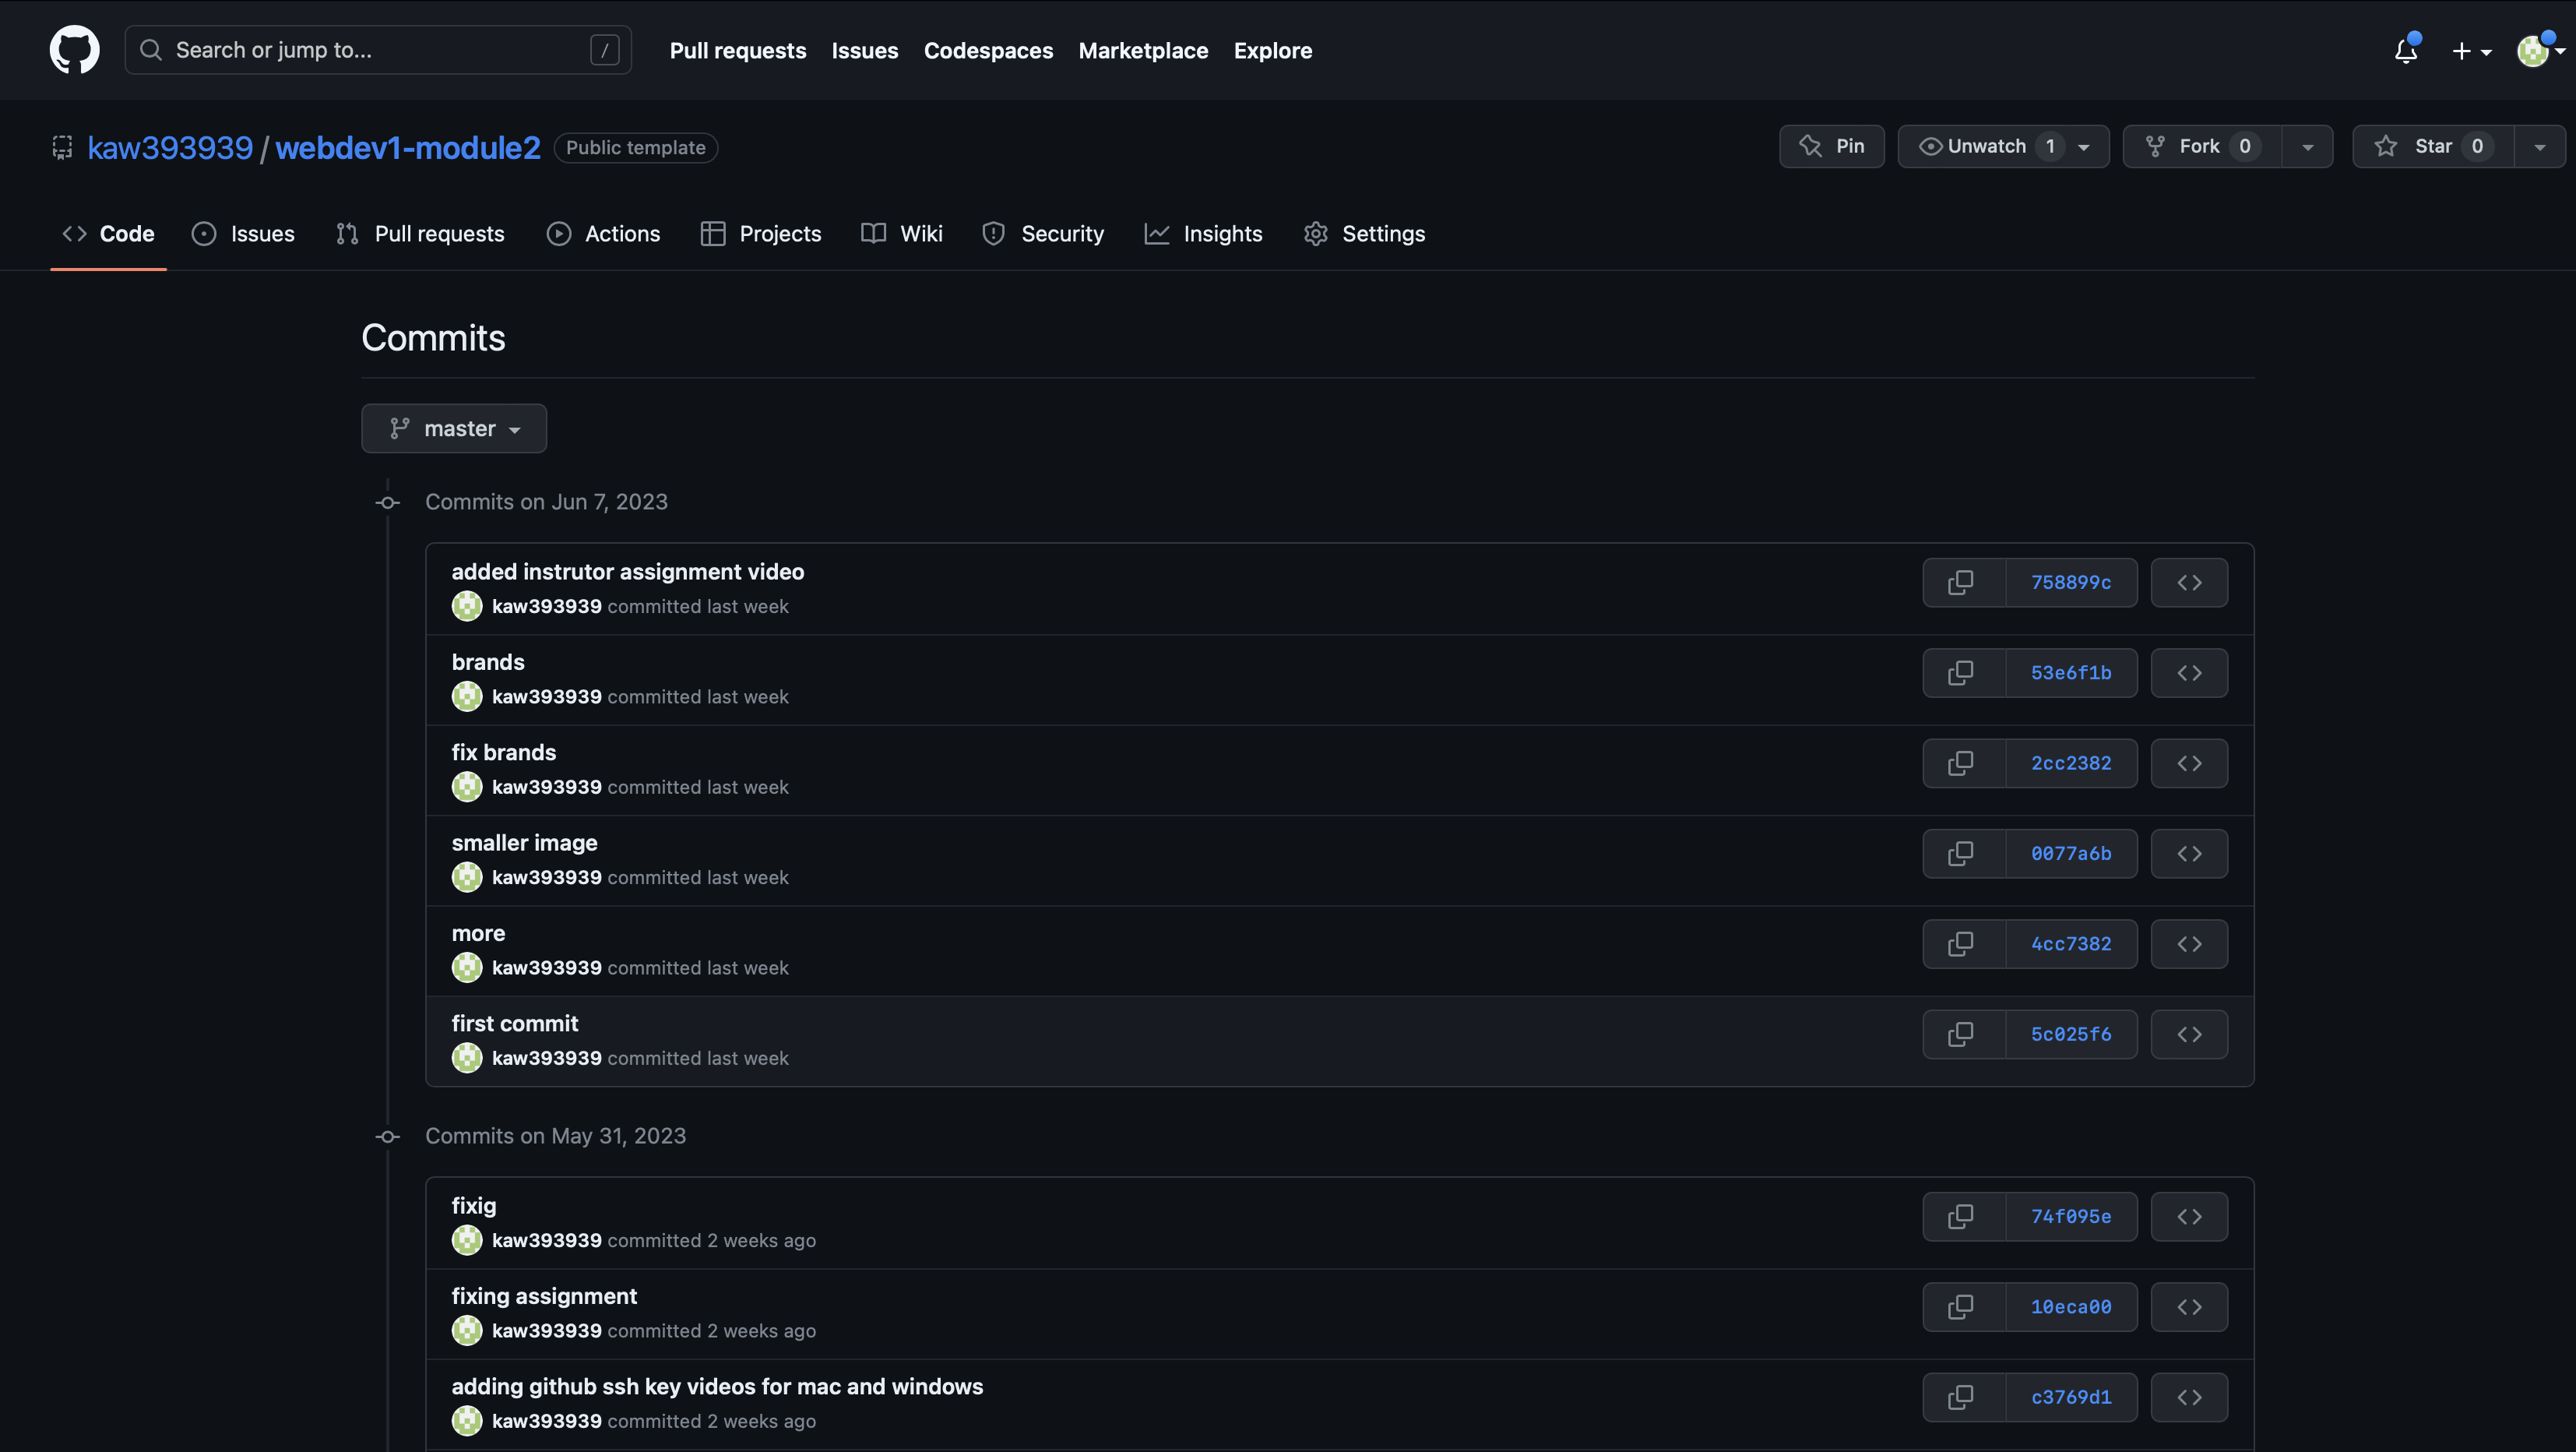 Search or jump to... /
Pull requests Issues Codespaces Marketplace Explore
kaw393939 / webdev1-module2 Public template
Pin Unwatch 1 Fork 0 Star 0
Code Issues Pull requests Actions Projects Wiki Security Insights Settings
Commits
master
Commits on Jun 7, 2023
added instrutor assignment video
kaw393939 committed last week
758899c
brands
kaw393939 committed last week
53e6f1b
fix brands
kaw393939 committed last week
2cc2382
smaller image
kaw393939 committed last week
0077a6b
more
kaw393939 committed last week
4cc7382
first commit
kaw393939 committed last week
5c025f6
Commits on May 31, 2023
fixig
kaw393939 committed 2 weeks ago
74f095e
fixing assignment
kaw393939 committed 2 weeks ago
10eca00
adding github ssh key videos for mac and windows
kaw393939 committed 2 weeks ago
c3769d1